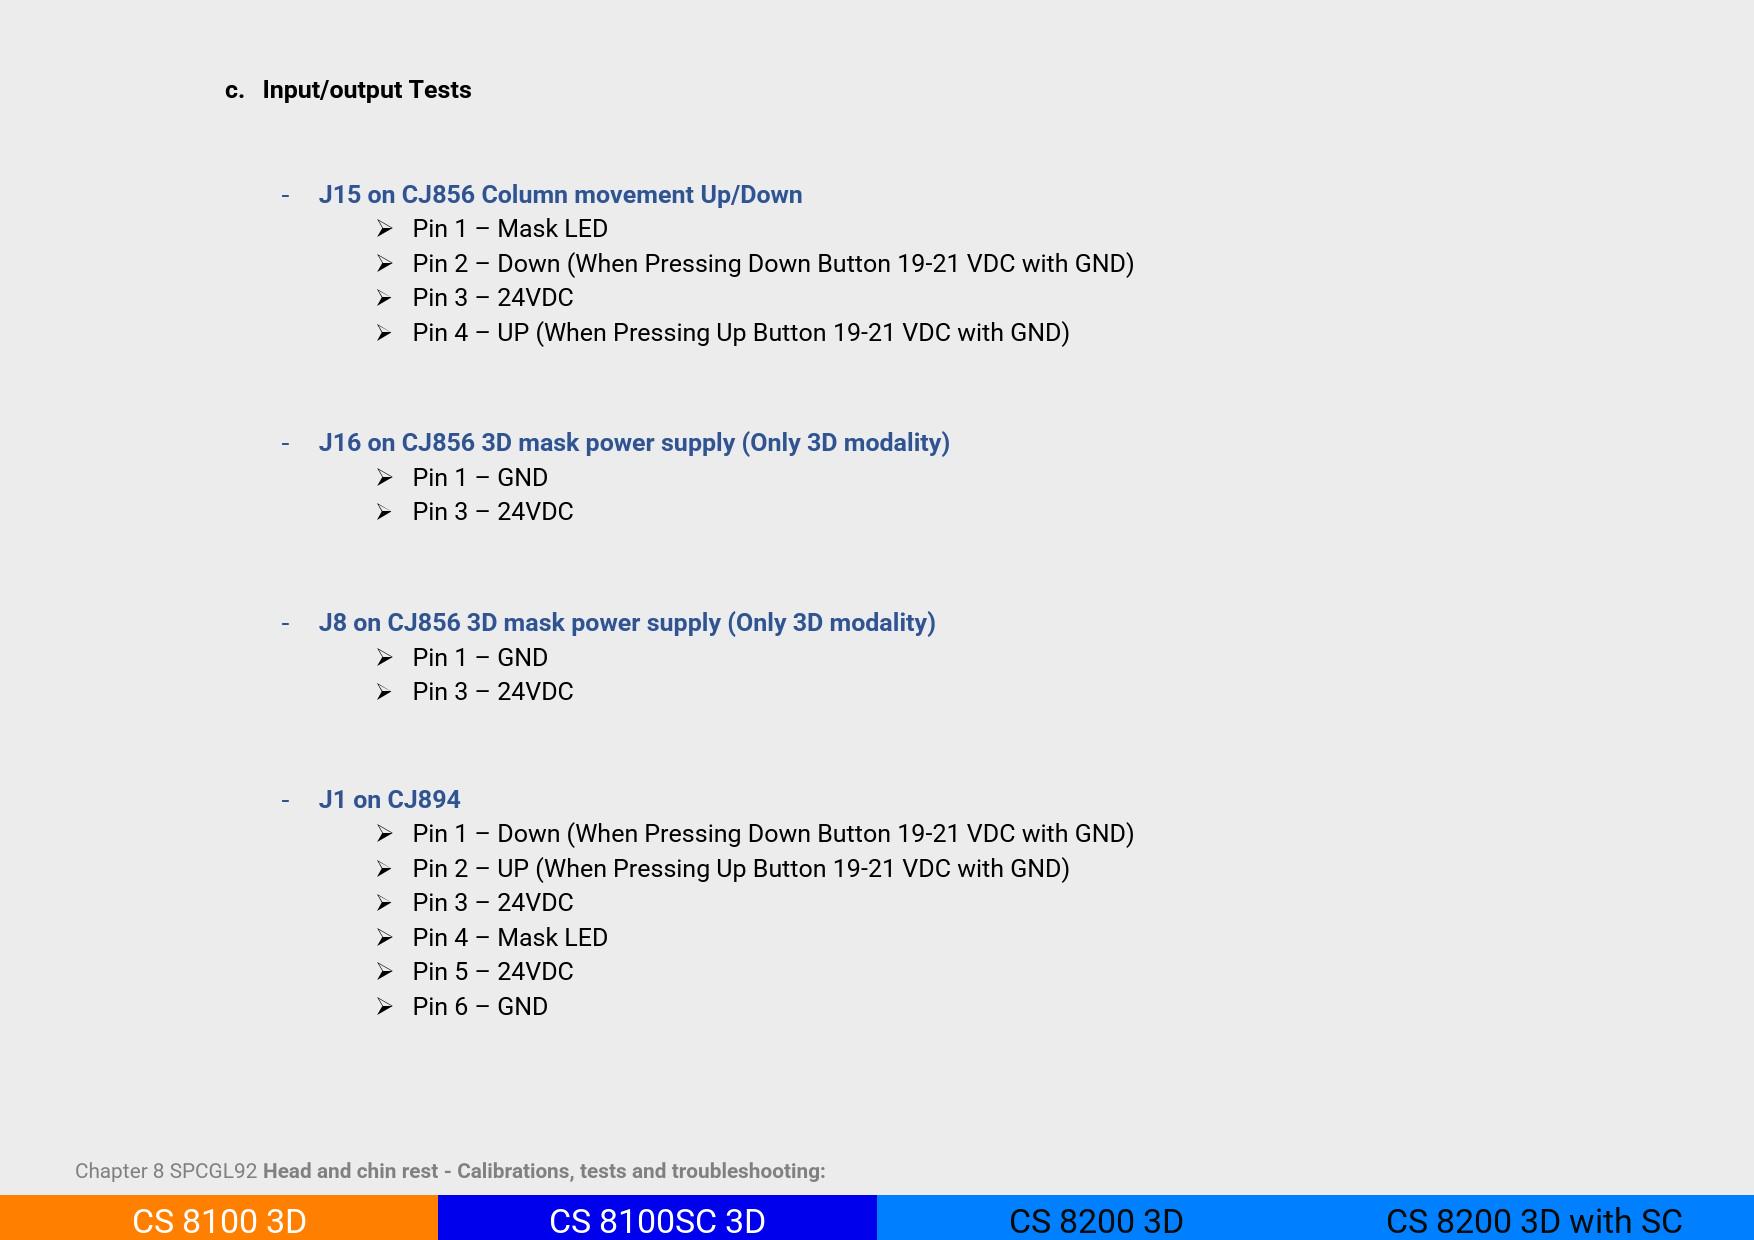 c. Input/output Tests
- J15 on CJ856 Column movement Up/Down
➢ Pin 1 – Mask LED
➢ Pin 2 – Down (When Pressing Down Button 19-21 VDC with GND)
➢ Pin 3 – 24VDC
➢ Pin 4 – UP (When Pressing Up Button 19-21 VDC with GND)
- J16 on CJ856 3D mask power supply (Only 3D modality)
➢ Pin 1 – GND
➢ Pin 3 – 24VDC
- J8 on CJ856 3D mask power supply (Only 3D modality)
➢ Pin 1 – GND
➢ Pin 3 – 24VDC
- J1 on CJ894
➢ Pin 1 – Down (When Pressing Down Button 19-21 VDC with GND)
➢ Pin 2 – UP (When Pressing Up Button 19-21 VDC with GND)
➢ Pin 3 – 24VDC
➢ Pin 4 – Mask LED
➢ Pin 5 – 24VDC
➢ Pin 6 – GND
Chapter 8 SPCGL92 Head and chin rest - Calibrations, tests and troubleshooting:
CS 8100 3D CS 8100SC 3D CS 8200 3D CS 8200 3D with SC